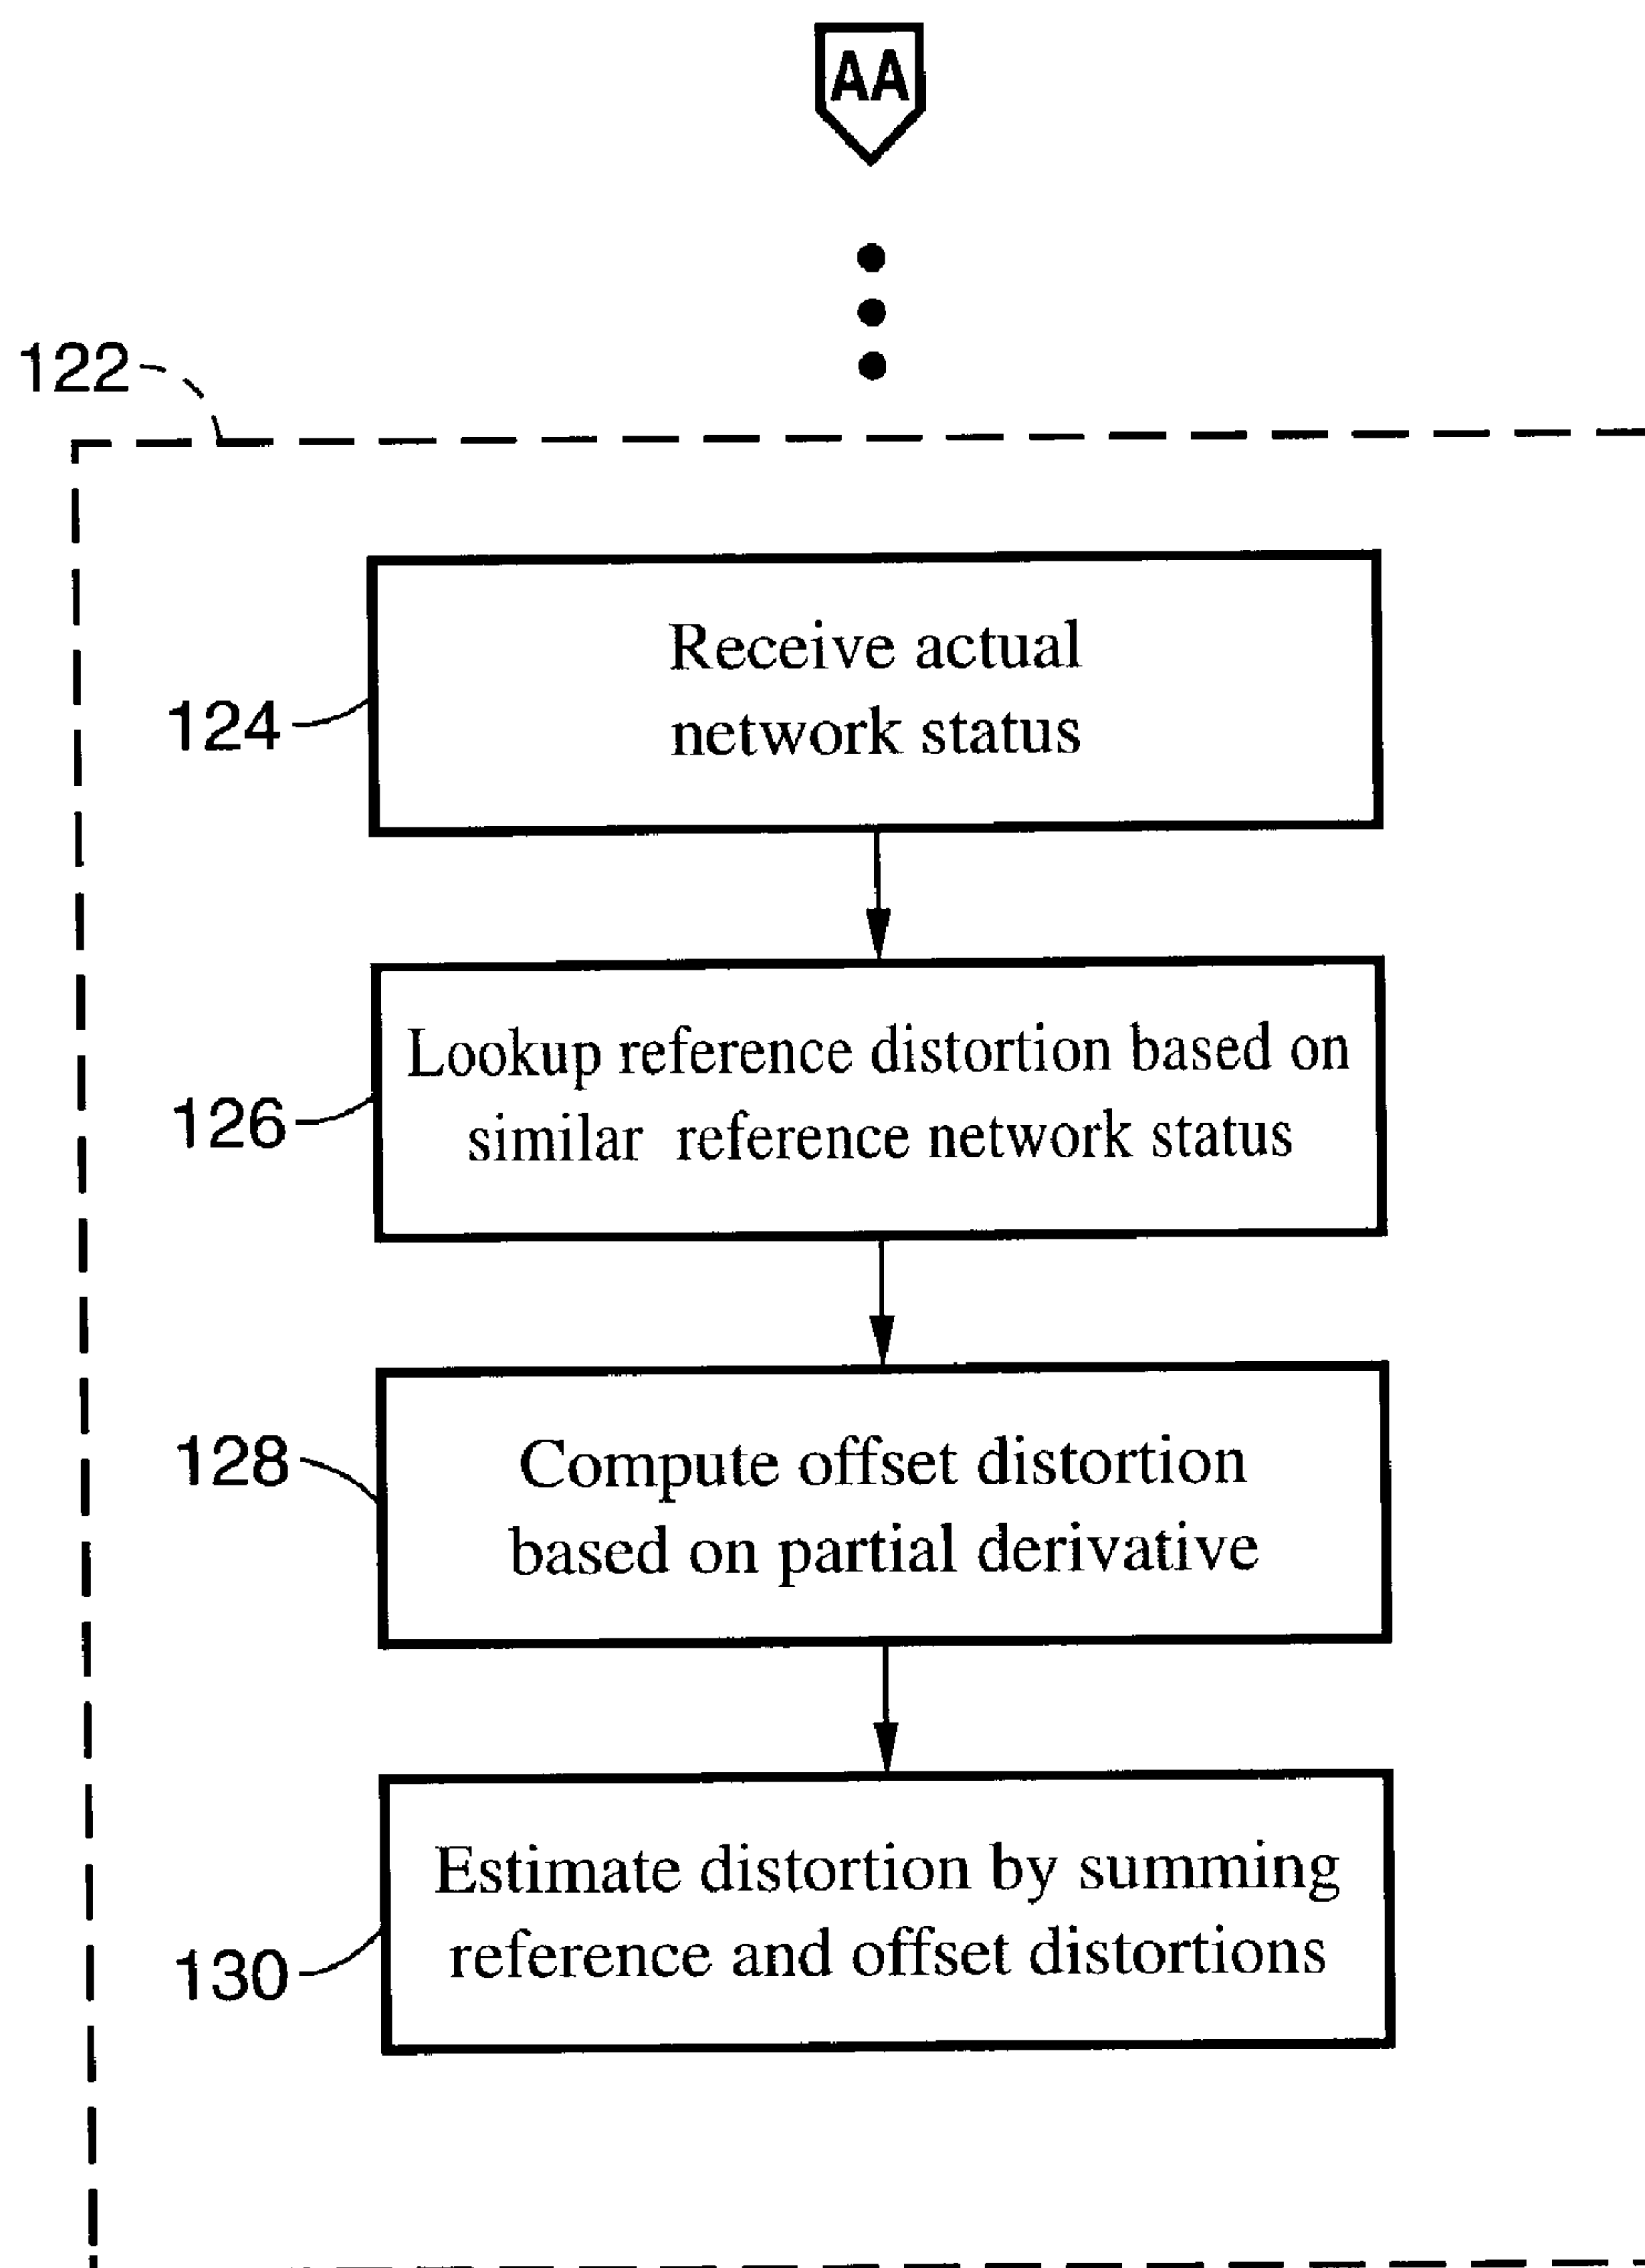 AA
122
Receive actual
network status
124
Lookup reference distortion based on
similar reference network status
126
Compute offset distortion
based on partial derivative
128
Estimate distortion by summing
reference and offset distortions
130